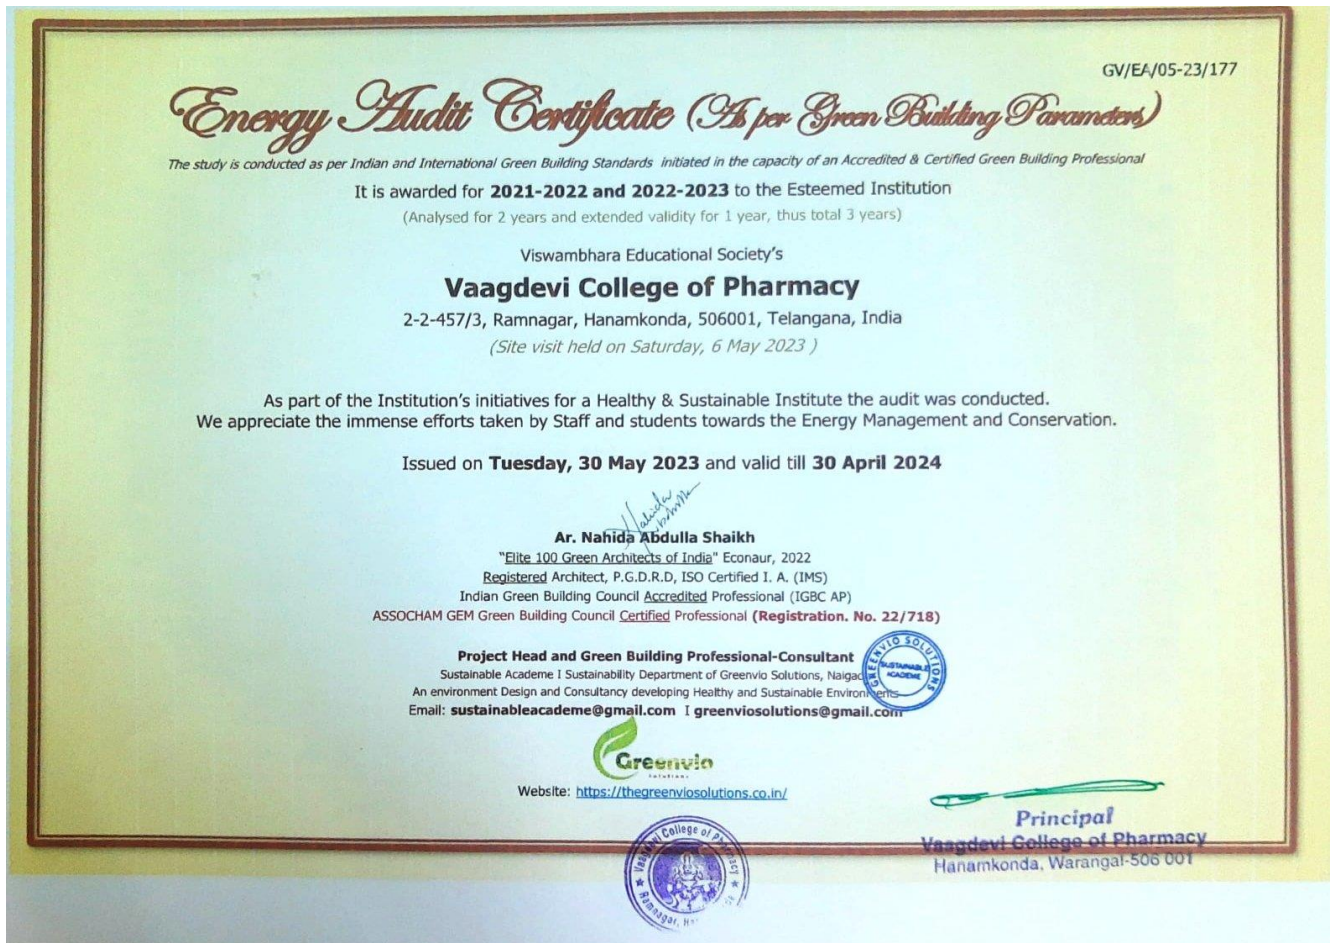 GV/EA/05-23/177
Energy Audit Certificate (As per Green Building Parameters)
The study is conducted as per Indian and International Green Building Standards initiated in the capacity of an Accredited & Certified Green Building Professional
It is awarded for 2021-2022 and 2022-2023 to the Esteemed Institution
(Analysed for 2 years and extended validity for 1 year, thus total 3 years)
Viswambhara Educational Society's
Vaagdevi College of Pharmacy
2-2-457/3, Ramnagar, Hanamkonda, 506001, Telangana, India
(Site visit held on Saturday, 6 May 2023 )
As part of the Institution's initiatives for a Healthy & Sustainable Institute the audit was conducted.
We appreciate the immense efforts taken by Staff and students towards the Energy Management and Conservation.
Issued on Tuesday, 30 May 2023 and valid till 30 April 2024
Ar. Nahida Abdulla Shaikh
"Elite 100 Green Architects of India" Econaur, 2022
Registered Architect, P.G.D.R.D, ISO Certified I. A. (IMS)
Indian Green Building Council Accredited Professional (IGBC AP)
ASSOCHAM GEM Green Building Council Certified Professional (Registration. No. 22/718)
Project Head and Green Building Professional-Consultant
Sustainable Academe I Sustainability Department of Greenvio Solutions,
An environment Design and Consultancy developing Healthy and Sustainable Environments
Email: sustainableacademe@gmail.com I greenviosolutions@gmail.com
GREENVIO SOLUTIONS
SUSTAINABLE
ACADEME
Greenvio
Solutions
Website: https://thegreenviosolutions.co.in/
Principal
Vaagdevi College of Pharmacy
Hanamkonda, Warangal-506 001
Vaagdevi College of Pharmacy
Ramnagar,